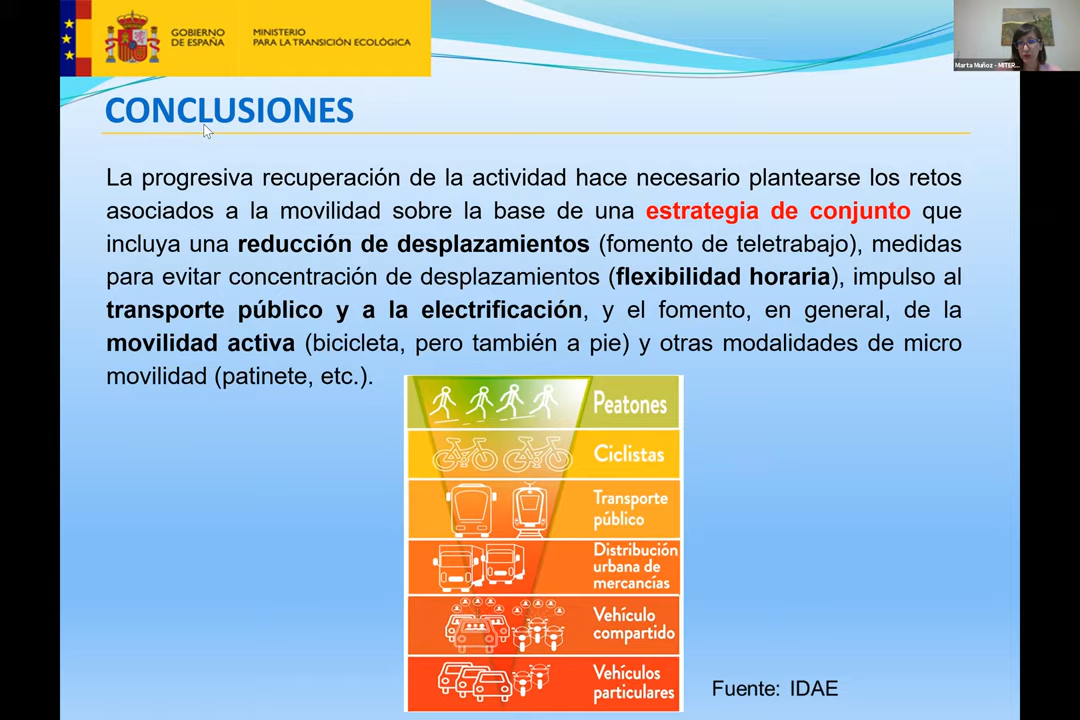 GOBIERNO
DE ESPAÑA
MINISTERIO
PARA LA TRANSICIÓN ECOLÓGICA
Marta Muñoz - MITER...
CONCLUSIONES
La progresiva recuperación de la actividad hace necesario plantearse los retos
asociados a la movilidad sobre la base de una estrategia de conjunto que
incluya una reducción de desplazamientos (fomento de teletrabajo), medidas
para evitar concentración de desplazamientos (flexibilidad horaria), impulso al
transporte público y a la electrificación, y el fomento, en general, de la
movilidad activa (bicicleta, pero también a pie) y otras modalidades de micro
movilidad (patinete, etc.).
Peatones
Ciclistas
Transporte
público
Distribución
urbana de
mercancías
Vehículo
compartido
Vehículos
particulares
Fuente: IDAE